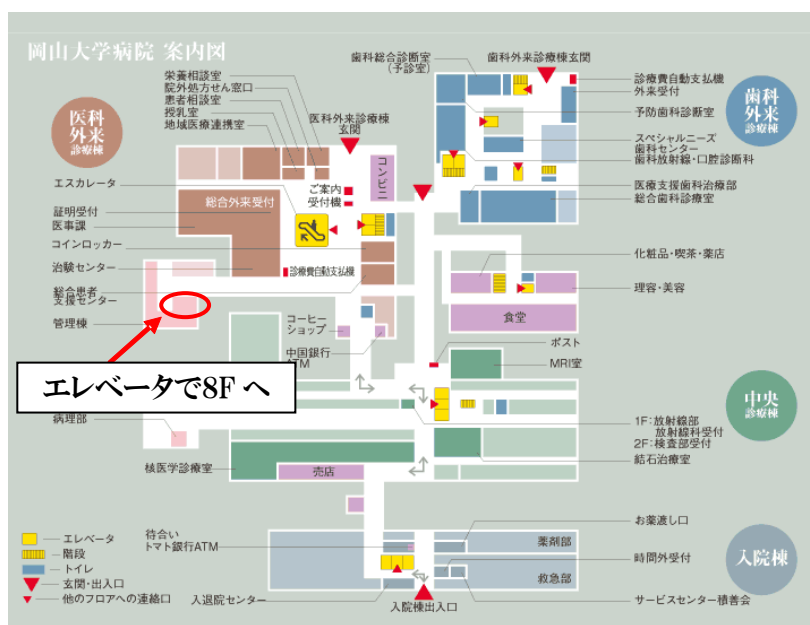 岡山大学病院 案内図
医科
外来
診療棟
栄養相談室
院外処方せん窓口
患者相談室
授乳室
地域医療連携室
医科外来診療棟
玄関
歯科総合診断室
(予診室)
歯科外来診療棟玄関
診療費自動支払機
外来受付
予防歯科診断室
スペシャルニーズ
歯科センター
歯科放射線・口腔診断科
医療支援歯科治療部
総合歯科診療室
歯科
外来
診療棟
コンビニ
ご案内
受付機
エスカレータ
総合外来受付
証明受付
医事課
コインロッカー
治験センター
診療費自動支払機
総合患者
支援センター
管理棟
化粧品・喫茶・薬店
理容・美容
食堂
コーヒー
ショップ
中国銀行
ATM
ポスト
MRI室
エレベータで8F へ
中央
診療棟
1F:放射線部
放射線科受付
2F:検査部受付
結石治療室
病理部
核医学診療室
売店
エレベータ
階段
トイレ
玄関・出入口
他のフロアへの連絡口
待合い
トマト銀行ATM
入退院センター
入院棟出入口
お薬渡し口
薬剤部
時間外受付
救急部
サービスセンター積善会
入院棟